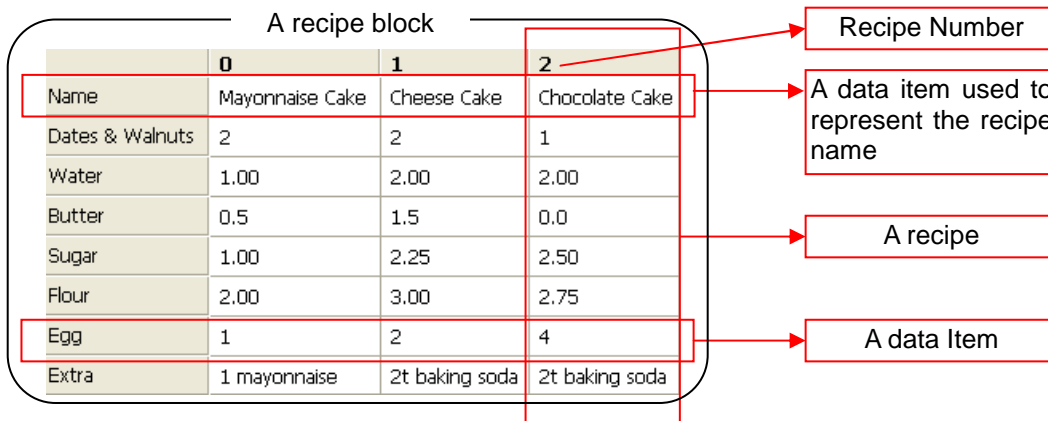 A recipe block
0 1 2
Name Mayonnaise Cake Cheese Cake Chocolate Cake
Dates & Walnuts 2 2 1
Water 1.00 2.00 2.00
Butter 0.5 1.5 0.0
Sugar 1.00 2.25 2.50
Flour 2.00 3.00 2.75
Egg 1 2 4
Extra 1 mayonnaise 2t baking soda 2t baking soda
Recipe Number
A data item used to
represent the recipe
name
A recipe
A data Item